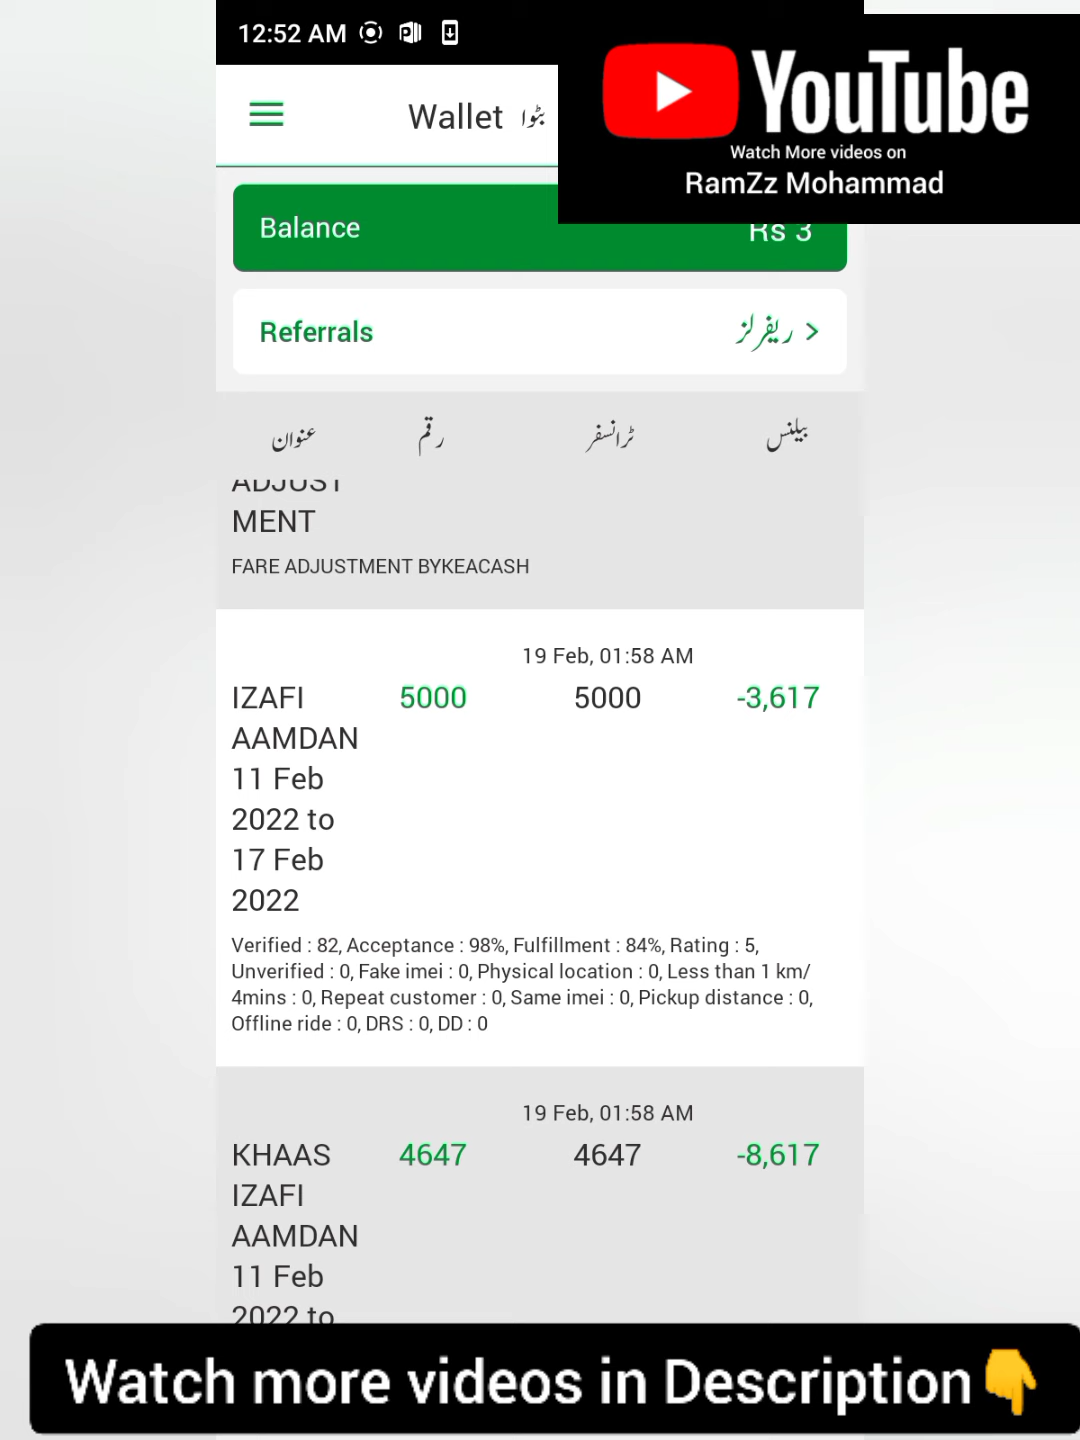 12:52 AM
YouTube
Watch More videos on
RamZz Mohammad
Wallet بٹوا
Balance Rs 3
Referrals ریفرلز >
عنوان رقم ٹرانسفر بیلنس
ADJUST
MENT
FARE ADJUSTMENT BYKEACASH
19 Feb, 01:58 AM
IZAFI 5000 5000 -3,617
AAMDAN
11 Feb
2022 to
17 Feb
2022
Verified : 82, Acceptance : 98%, Fulfillment : 84%, Rating : 5,
Unverified : 0, Fake imei : 0, Physical location : 0, Less than 1 km/
4mins : 0, Repeat customer : 0, Same imei : 0, Pickup distance : 0,
Offline ride : 0, DRS : 0, DD : 0
19 Feb, 01:58 AM
KHAAS 4647 4647 -8,617
IZAFI
AAMDAN
11 Feb
2022 to
Watch more videos in Description👇